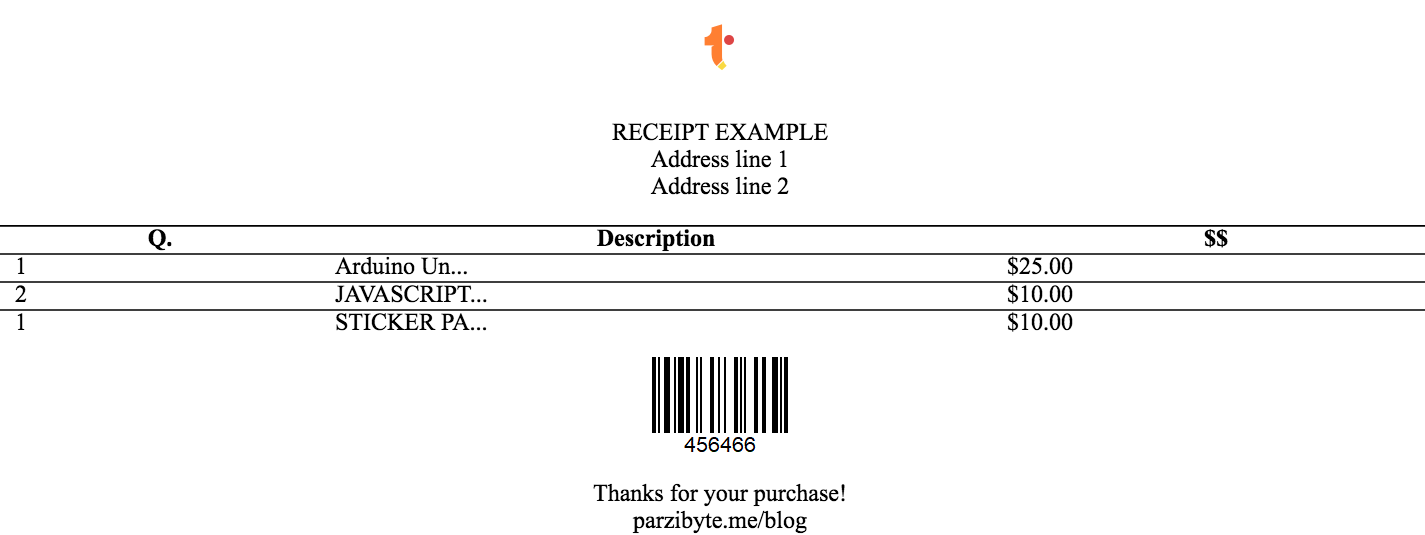 RECEIPT EXAMPLE
Address line 1
Address line 2
Q. Description $$
1 Arduino Un... $25.00
2 JAVASCRIPT... $10.00
1 STICKER PA... $10.00
456466
Thanks for your purchase!
parzibyte.me/blog